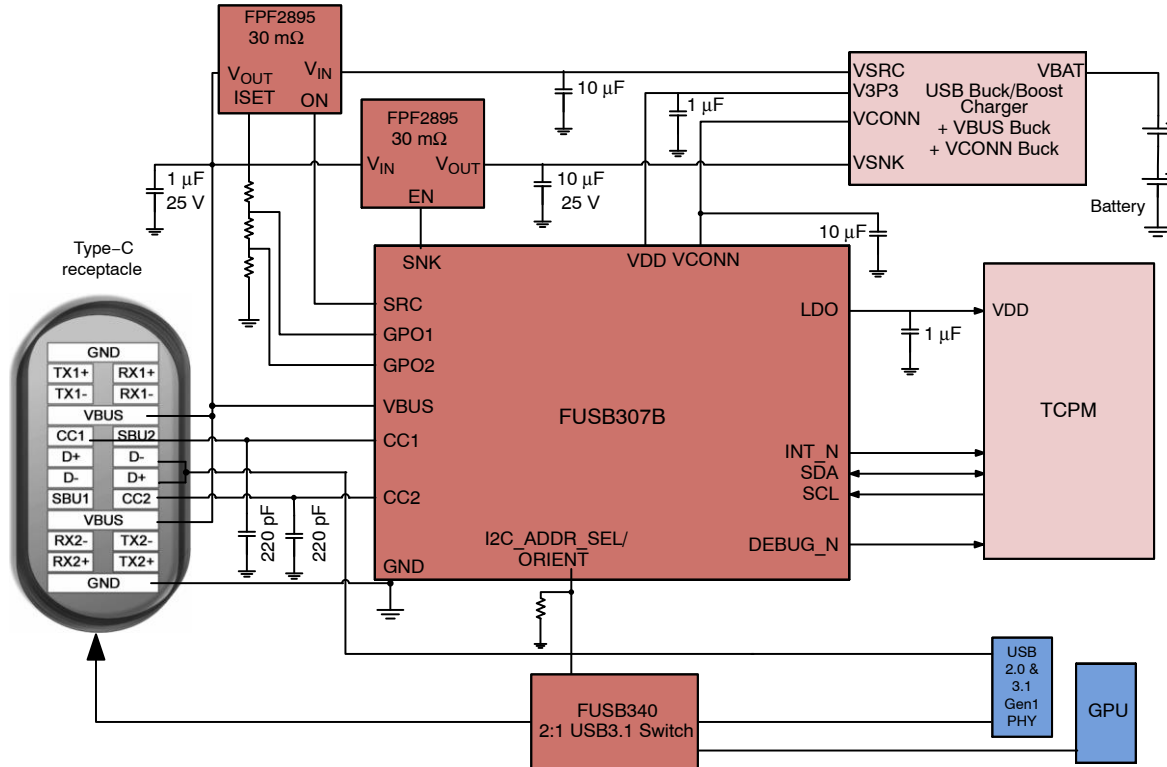 FPF2895
30 mΩ
VOUT
VIN
ISET
ON
FPF2895
30 mΩ
VIN
VOUT
EN
10 μF
1 μF
VSRC
VBAT
V3P3
USB Buck/Boost
Charger
VCONN
+ VBUS Buck
+ VCONN Buck
VSNK
1 μF
25 V
10 μF
25 V
Battery
10 μF
Type−C
receptacle
GND
TX1+
RX1+
TX1-
RX1-
VBUS
CC1
SBU2
D+
D-
D-
D+
SBU1
CC2
VBUS
RX2-
TX2-
RX2+
TX2+
GND
220 pF
220 pF
SNK
VDD
VCONN
SRC
GPO1
GPO2
VBUS
CC1
CC2
GND
FUSB307B
LDO
INT_N
SDA
SCL
DEBUG_N
I2C_ADDR_SEL/
ORIENT
1 μF
VDD
TCPM
FUSB340
2:1 USB3.1 Switch
USB
2.0 &
3.1
Gen1
PHY
GPU